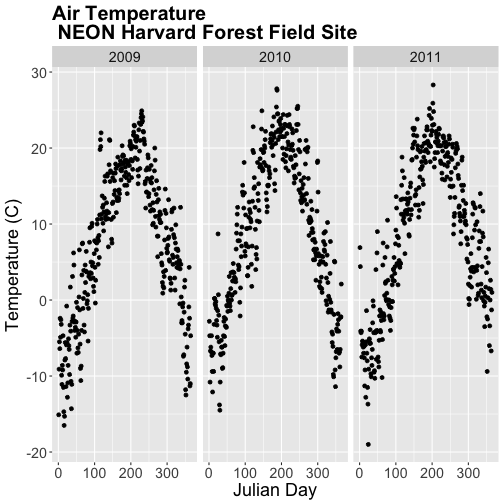 Air Temperature
NEON Harvard Forest Field Site
2009 2010 2011
Temperature (C)
30
20
10
0
-10
-20
0 100 200 300 0 100 200 300 0 100 200 300
Julian Day